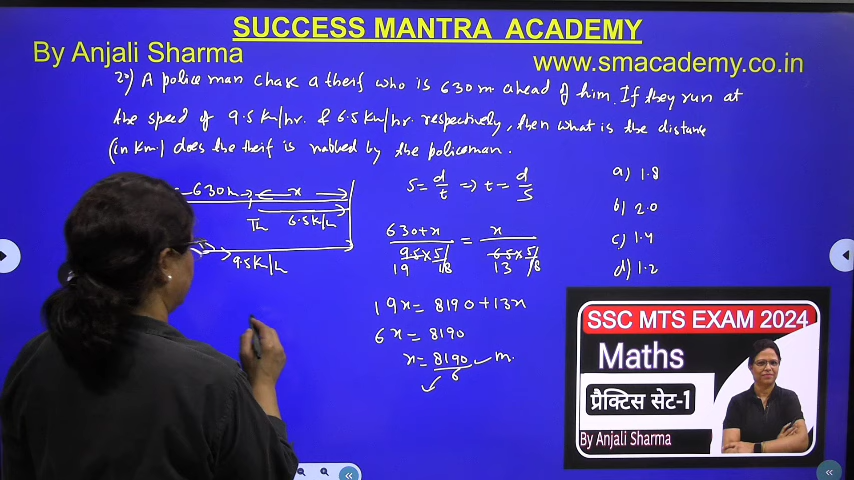 SUCCESS MANTRA ACADEMY
By Anjali Sharma
www.smacademy.co.in
A police man chase a theif who is 630 m ahead of him. If they run at
the speed of 9.5 Km/hr. & 6.5 Km/hr. respectively, then what is the distance
(in Km.) does the theif is nabbed by the policeman.
630m x
Th 6.5 K/h
9.5 K/h
S = d/t => t = d/S
630+x / 9.5 × 5/18 = x / 6.5 × 5/18
19 13
19x = 8190 + 13x
6x = 8190
x = 8190/6 m.
a) 1.8
b) 2.0
c) 1.4
d) 1.2
SSC MTS EXAM 2024
Maths
प्रैक्टिस सेट-1
By Anjali Sharma